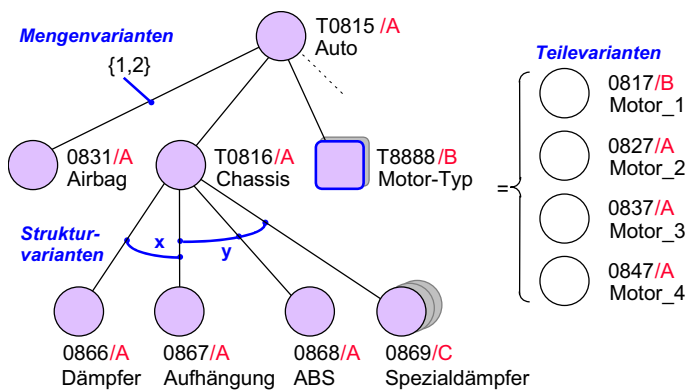 Mengenvarianten
{1,2}
T0815 /A
Auto
Teilevarianten
0831/A
Airbag
T0816/A
Chassis
T8888/B
Motor-Typ
=
0817/B
Motor_1
0827/A
Motor_2
0837/A
Motor_3
0847/A
Motor_4
Struktur-
varianten
x
y
0866/A
Dämpfer
0867/A
Aufhängung
0868/A
ABS
0869/C
Spezialdämpfer